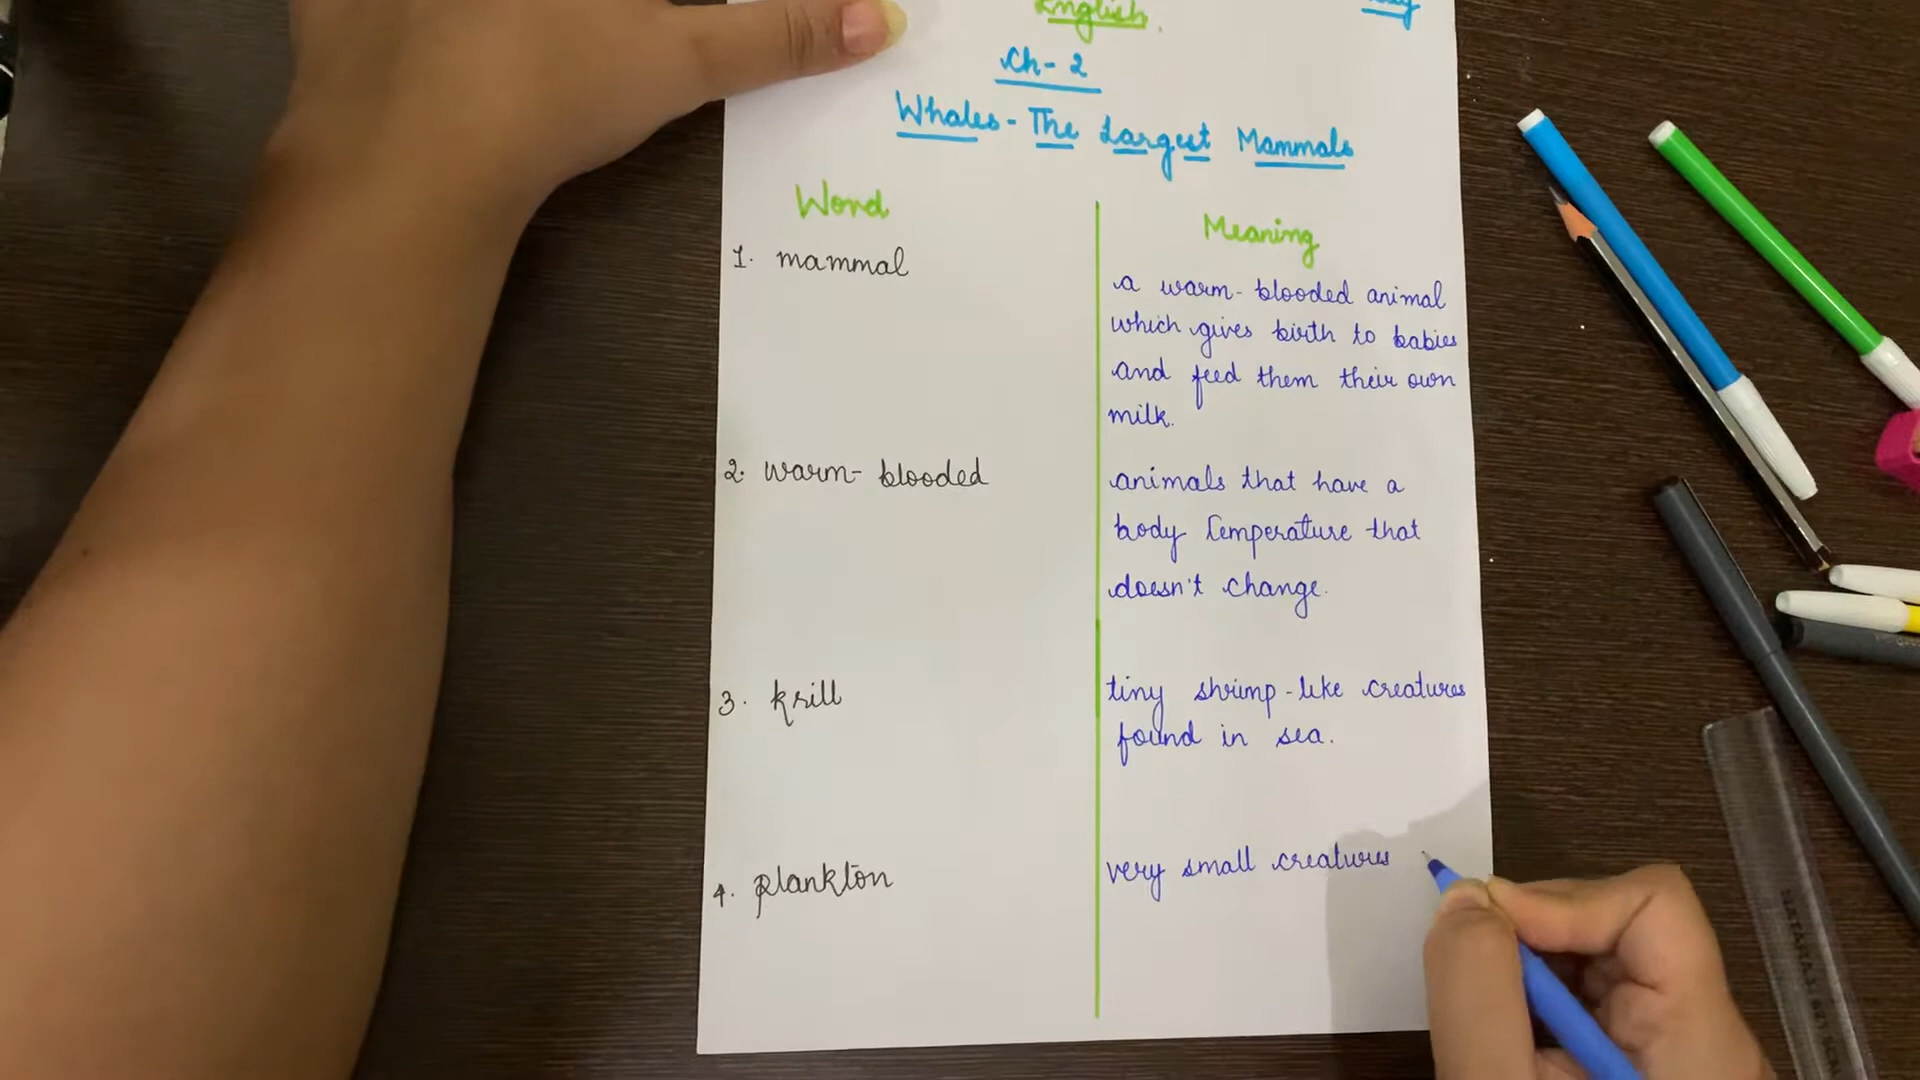 English.
Ch- 2
Whales - The Largest Mammals
Word
Meaning
1. mammal
a warm-blooded animal
which gives birth to babies
and feed them their own
milk.
2. warm-blooded
animals that have a
body Temperature that
doesn't change.
3. krill
tiny shrimp-like creatures
found in sea.
4. plankton
very small creatures